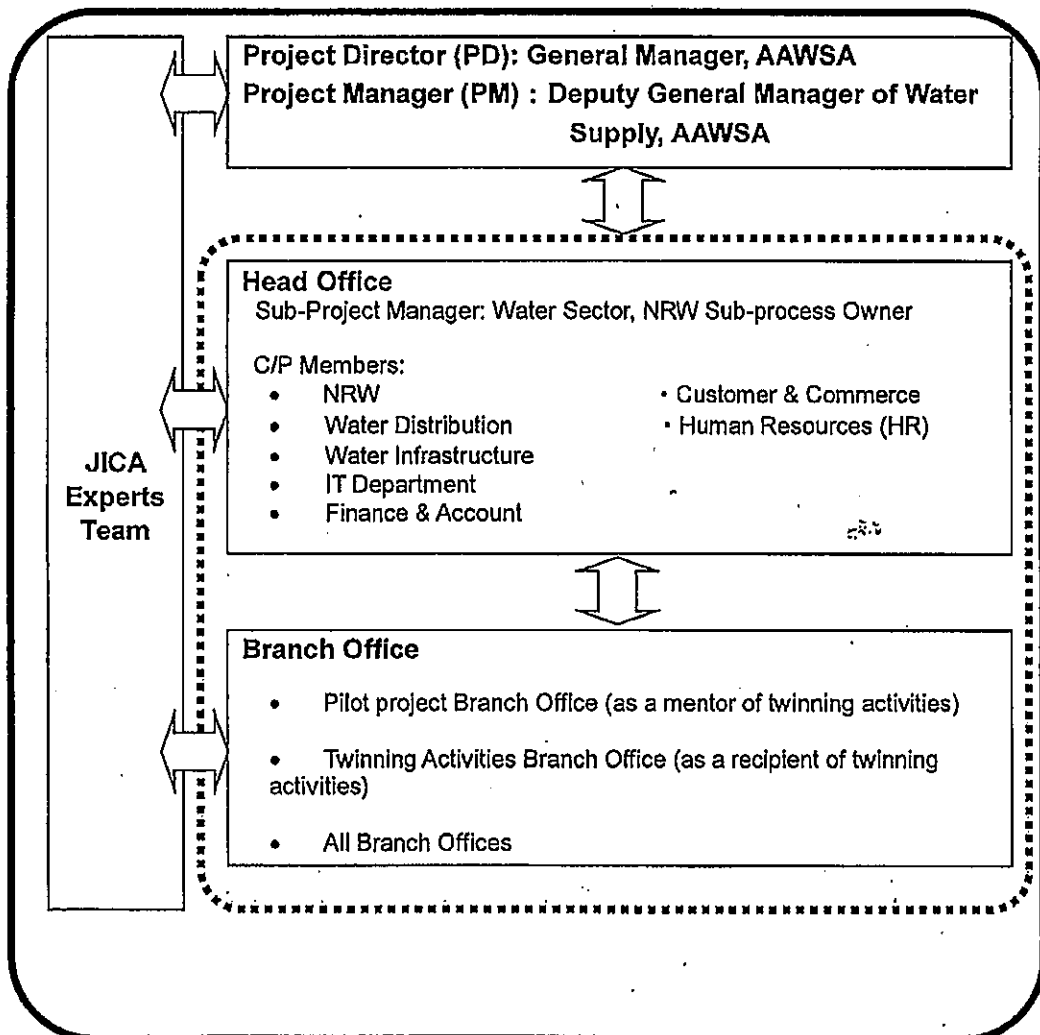 Project Director (PD): General Manager, AAWSA
Project Manager (PM) : Deputy General Manager of Water
Supply, AAWSA
Head Office
Sub-Project Manager: Water Sector, NRW Sub-process Owner
C/P Members:
• NRW
• Water Distribution
• Water Infrastructure
• IT Department
• Finance & Account
• Customer & Commerce
• Human Resources (HR)
JICA
Experts
Team
Branch Office
• Pilot project Branch Office (as a mentor of twinning activities)
• Twinning Activities Branch Office (as a recipient of twinning
activities)
• All Branch Offices